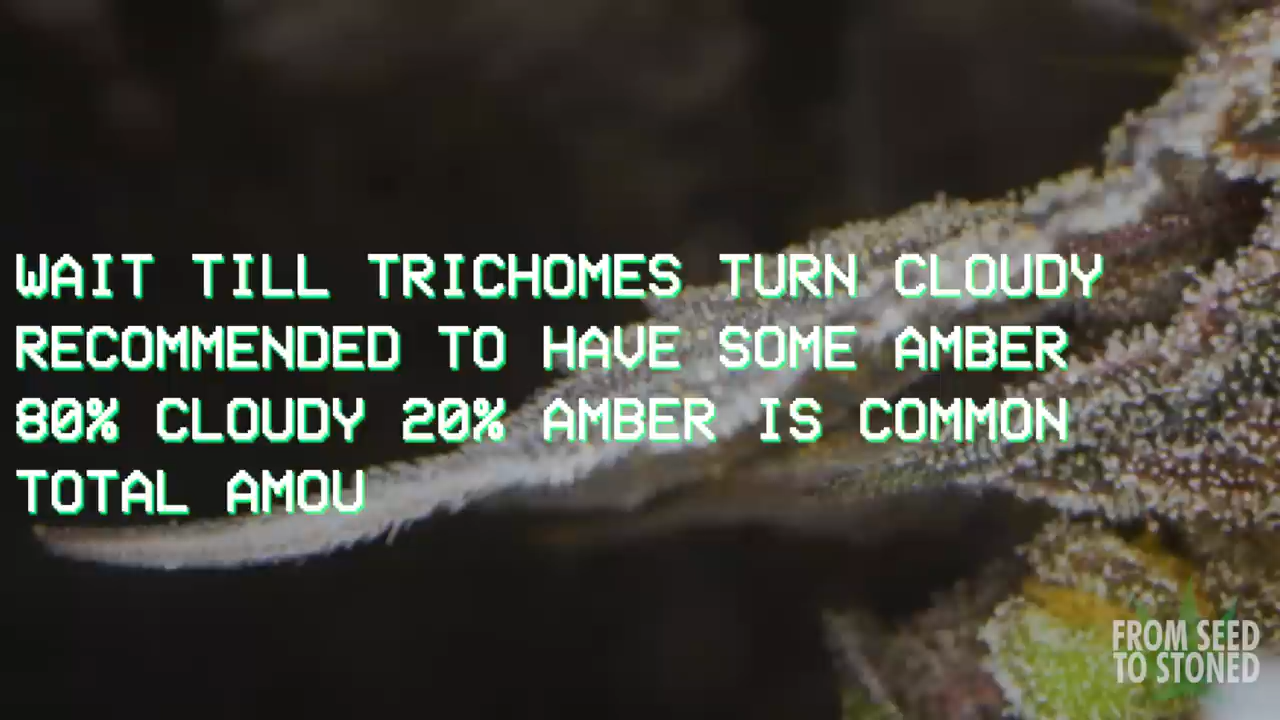 WAIT TILL TRICHOMES TURN CLOUDY
RECOMMENDED TO HAVE SOME AMBER
80% CLOUDY 20% AMBER IS COMMON
TOTAL AMOU
FROM SEED
TO STONED